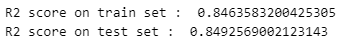 R2 score on train set :  0.8463583200425305
R2 score on test set :  0.8492569002123143